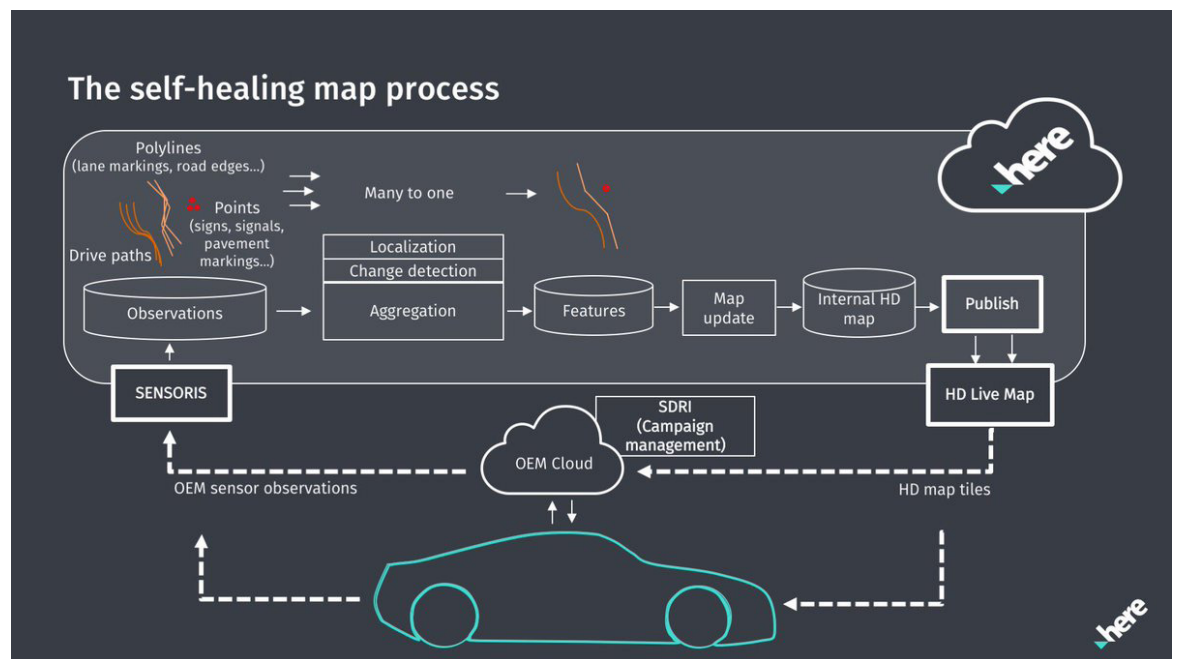 The self-healing map process
here
Polylines
(lane markings, road edges...)
Many to one
Points
(signs, signals,
pavement
markings...)
Drive paths
Localization
Change detection
Aggregation
Observations
Features
Map
update
Internal HD
map
Publish
SENSORIS
HD Live Map
SDRI
(Campaign
management)
OEM Cloud
OEM sensor observations
HD map tiles
here